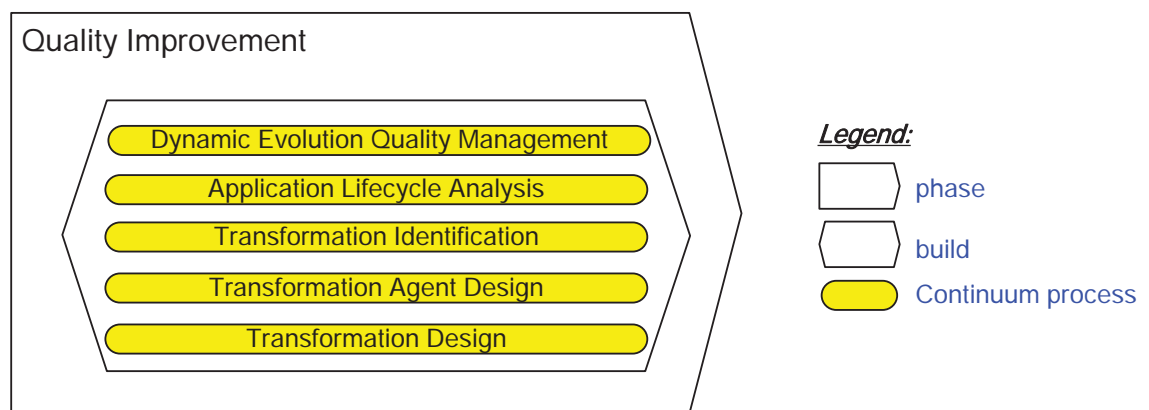 Quality Improvement
Dynamic Evolution Quality Management
Application Lifecycle Analysis
Transformation Identification
Transformation Agent Design
Transformation Design
Legend:
phase
build
Continuum process